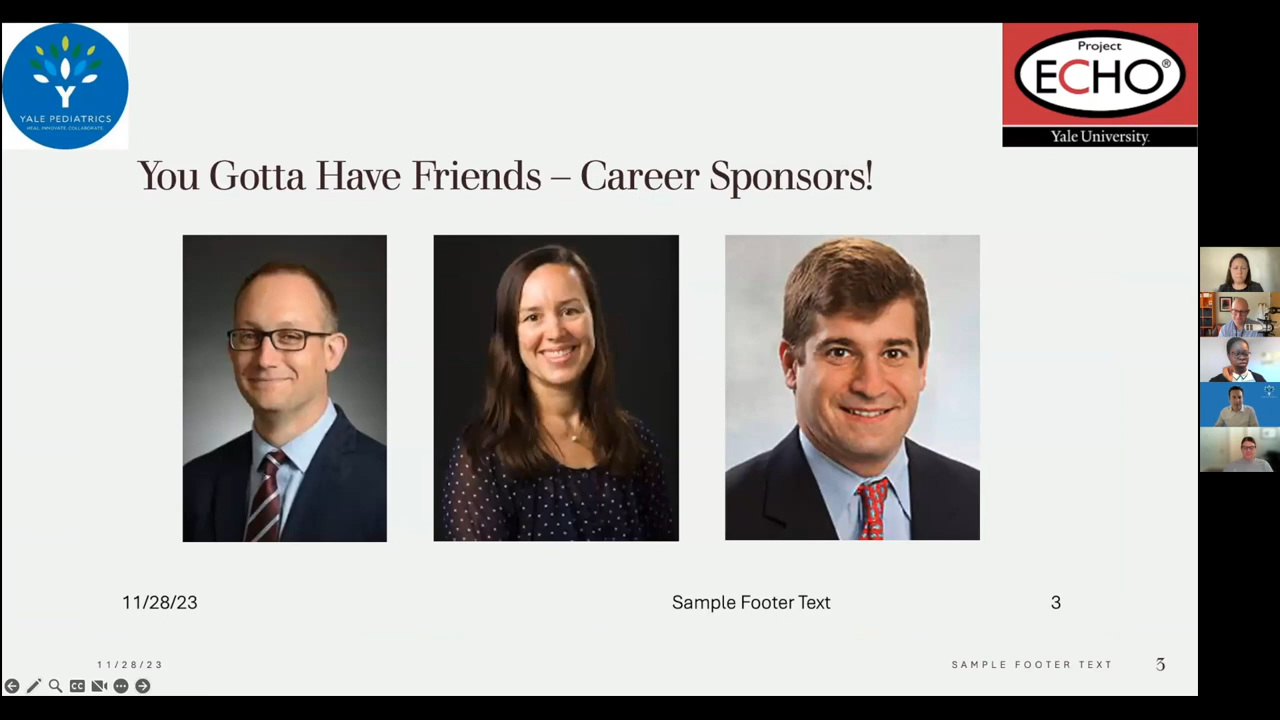 YALE PEDIATRICS
HEAL. INNOVATE. COLLABORATE.
Project
ECHO®
Yale University.
You Gotta Have Friends – Career Sponsors!
11/28/23
Sample Footer Text
3
11/28/23
SAMPLE FOOTER TEXT
3
CC